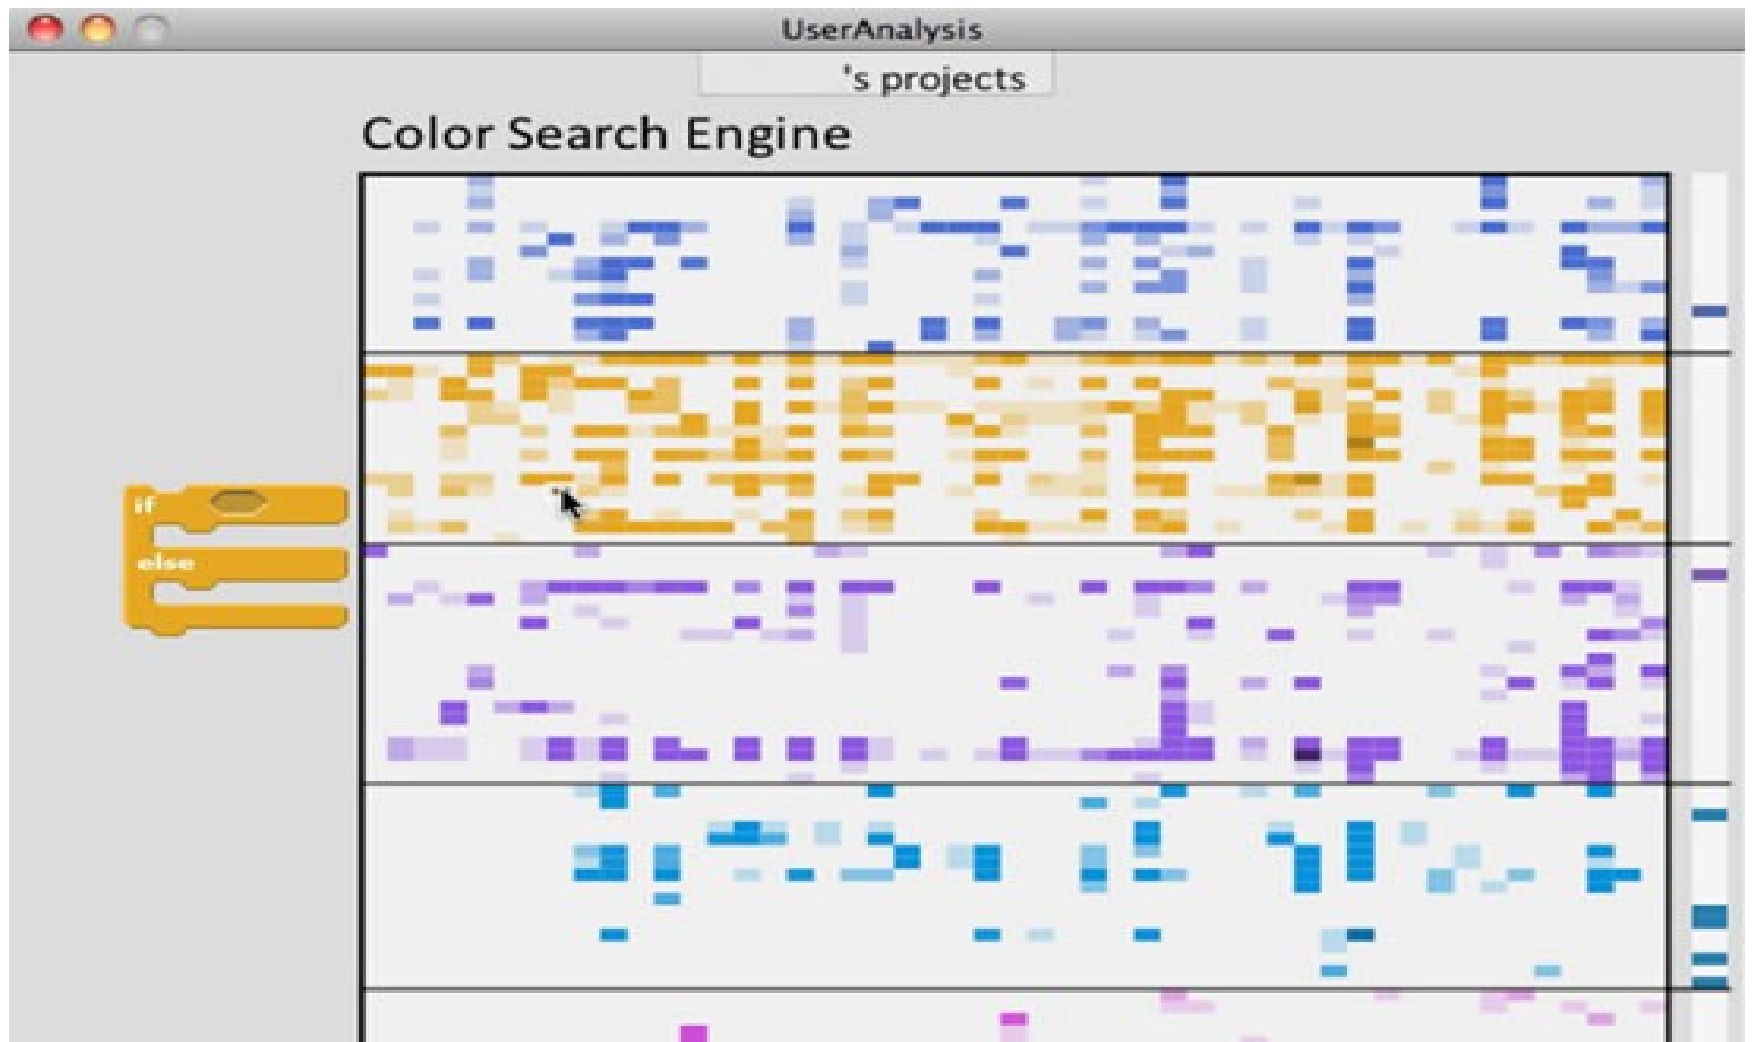 UserAnalysis
's projects
Color Search Engine
if
else